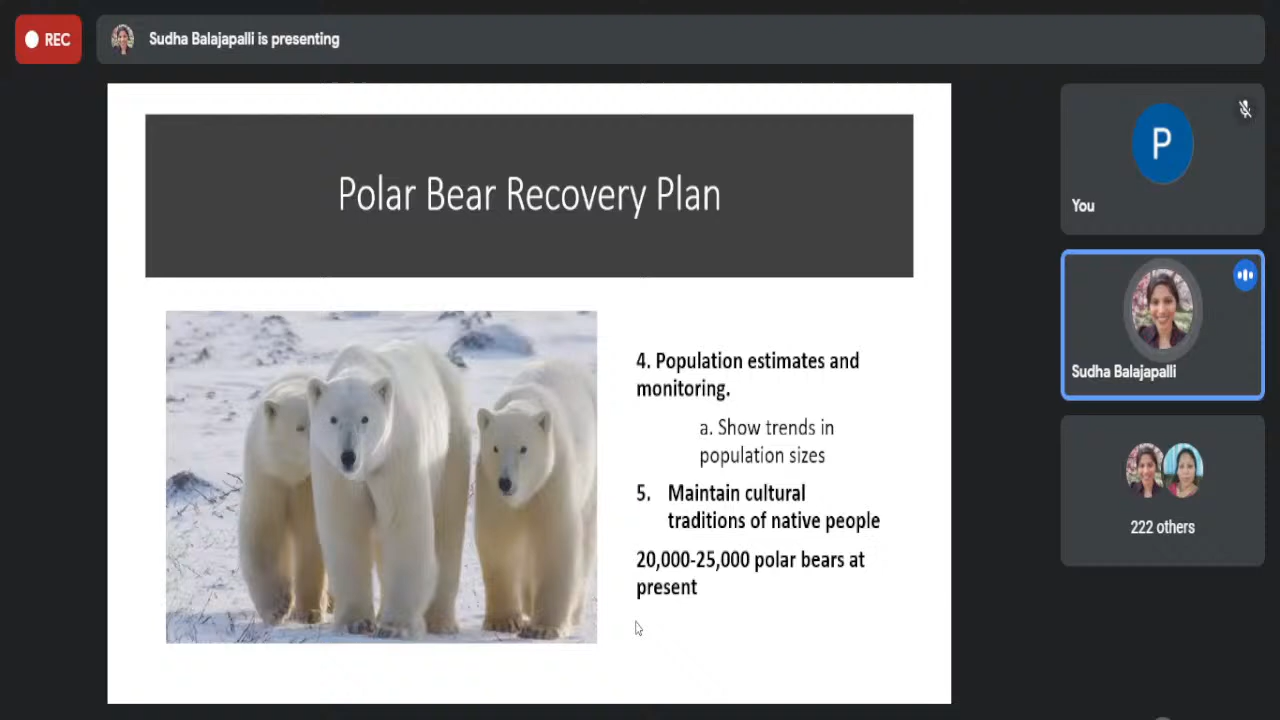 REC
Sudha Balajapalli is presenting
Polar Bear Recovery Plan
4. Population estimates and
monitoring.
a. Show trends in
population sizes
5. Maintain cultural
traditions of native people
20,000-25,000 polar bears at
present
P
You
Sudha Balajapalli
222 others